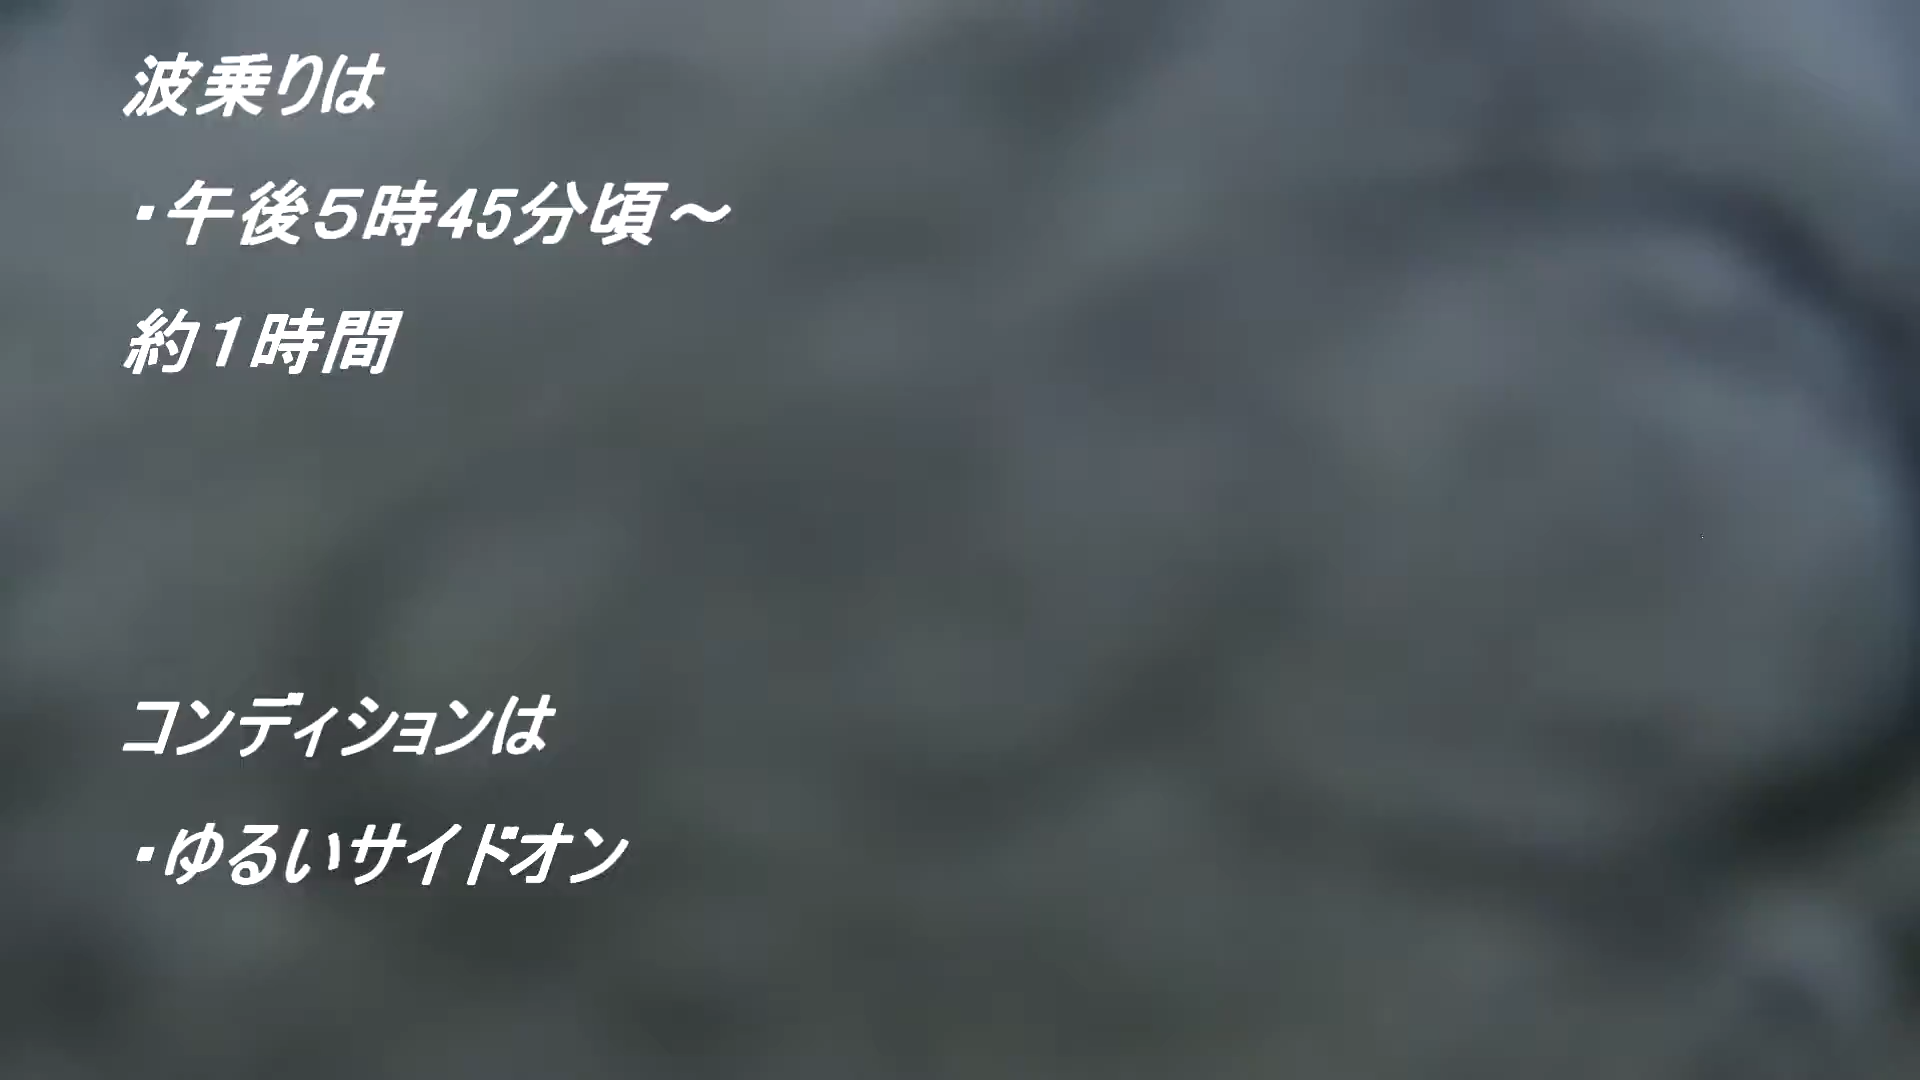 波乗りは
・午後５時45分頃～
約１時間
コンディションは
・ゆるいサイドオン